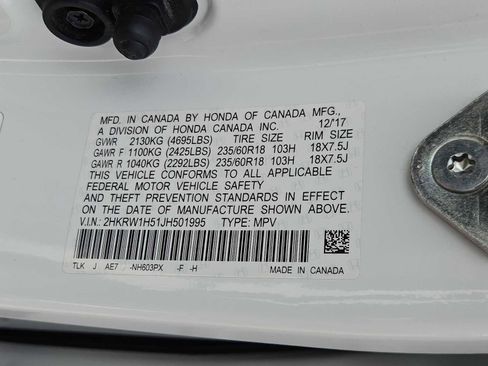 MFD. IN CANADA BY HONDA OF CANADA MFG.,
A DIVISION OF HONDA CANADA INC. 12/17
GVWR 2130KG (4695LBS) TIRE SIZE RIM SIZE
GAWR F 1100KG (2425LBS) 235/60R18 103H 18X7.5J
GAWR R 1040KG (2292LBS) 235/60R18 103H 18X7.5J
THIS VEHICLE CONFORMS TO ALL APPLICABLE
FEDERAL MOTOR VEHICLE SAFETY
AND THEFT PREVENTION STANDARDS IN EFFECT
ON THE DATE OF MANUFACTURE SHOWN ABOVE.
V.I.N.: 2HKRW1H51JH501995 TYPE: MPV
TLK J AE7 -NH603PX -F -H
MADE IN CANADA